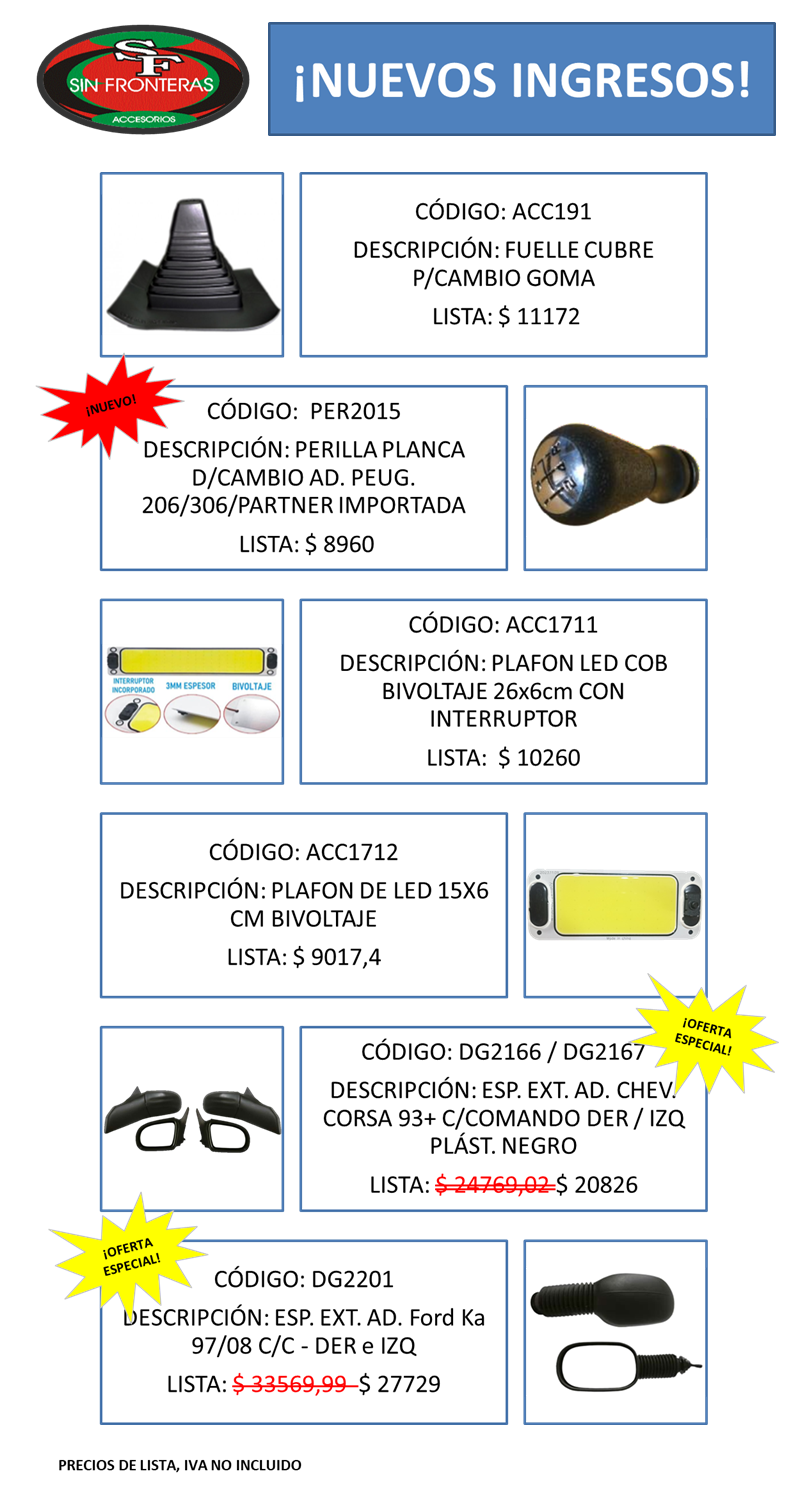 SF
SIN FRONTERAS
ACCESORIOS
¡NUEVOS INGRESOS!
CÓDIGO: ACC191
DESCRIPCIÓN: FUELLE CUBRE
P/CAMBIO GOMA
LISTA: $ 11172
¡NUEVO!
CÓDIGO:  PER2015
DESCRIPCIÓN: PERILLA PLANCA
D/CAMBIO AD. PEUG.
206/306/PARTNER IMPORTADA
LISTA: $ 8960
INTERRUPTOR
INCORPORADO
3MM ESPESOR
BIVOLTAJE
CÓDIGO: ACC1711
DESCRIPCIÓN: PLAFON LED COB
BIVOLTAJE 26x6cm CON
INTERRUPTOR
LISTA:  $ 10260
CÓDIGO: ACC1712
DESCRIPCIÓN: PLAFON DE LED 15X6
CM BIVOLTAJE
LISTA: $ 9017,4
¡OFERTA
ESPECIAL!
CÓDIGO: DG2166 / DG2167
DESCRIPCIÓN: ESP. EXT. AD. CHEV.
CORSA 93+ C/COMANDO DER / IZQ
PLÁST. NEGRO
LISTA: $ 24769,02 $ 20826
¡OFERTA
ESPECIAL!
CÓDIGO: DG2201
DESCRIPCIÓN: ESP. EXT. AD. Ford Ka
97/08 C/C - DER e IZQ
LISTA: $ 33569,99 $ 27729
PRECIOS DE LISTA, IVA NO INCLUIDO